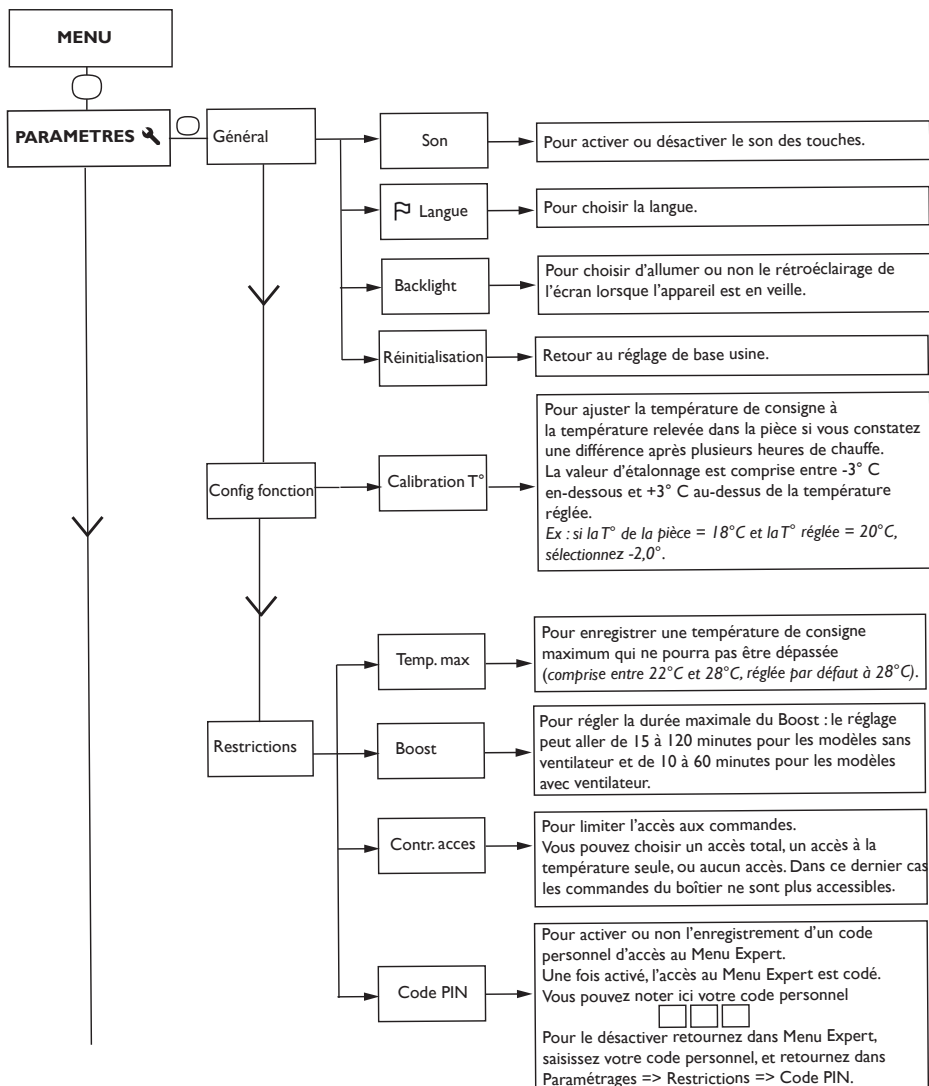 MENU
PARAMETRES
Général
Son
Pour activer ou désactiver le son des touches.
Langue
Pour choisir la langue.
Backlight
Pour choisir d'allumer ou non le rétroéclairage de
l'écran lorsque l'appareil est en veille.
Réinitialisation
Retour au réglage de base usine.
Config fonction
Calibration T°
Pour ajuster la température de consigne à
la température relevée dans la pièce si vous constatez
une différence après plusieurs heures de chauffe.
La valeur d'étalonnage est comprise entre -3° C
en-dessous et +3° C au-dessus de la température
réglée.
Ex : si la T° de la pièce = 18°C et la T° réglée = 20°C,
sélectionnez -2,0°.
Restrictions
Temp. max
Pour enregistrer une température de consigne
maximum qui ne pourra pas être dépassée
(comprise entre 22°C et 28°C, réglée par défaut à 28°C).
Boost
Pour régler la durée maximale du Boost : le réglage
peut aller de 15 à 120 minutes pour les modèles sans
ventilateur et de 10 à 60 minutes pour les modèles
avec ventilateur.
Contr. acces
Pour limiter l'accès aux commandes.
Vous pouvez choisir un accès total, un accès à la
température seule, ou aucun accès. Dans ce dernier cas
les commandes du boîtier ne sont plus accessibles.
Code PIN
Pour activer ou non l'enregistrement d'un code
personnel d'accès au Menu Expert.
Une fois activé, l'accès au Menu Expert est codé.
Vous pouvez noter ici votre code personnel
Pour le désactiver retournez dans Menu Expert,
saisissez votre code personnel, et retournez dans
Paramétrages => Restrictions => Code PIN.